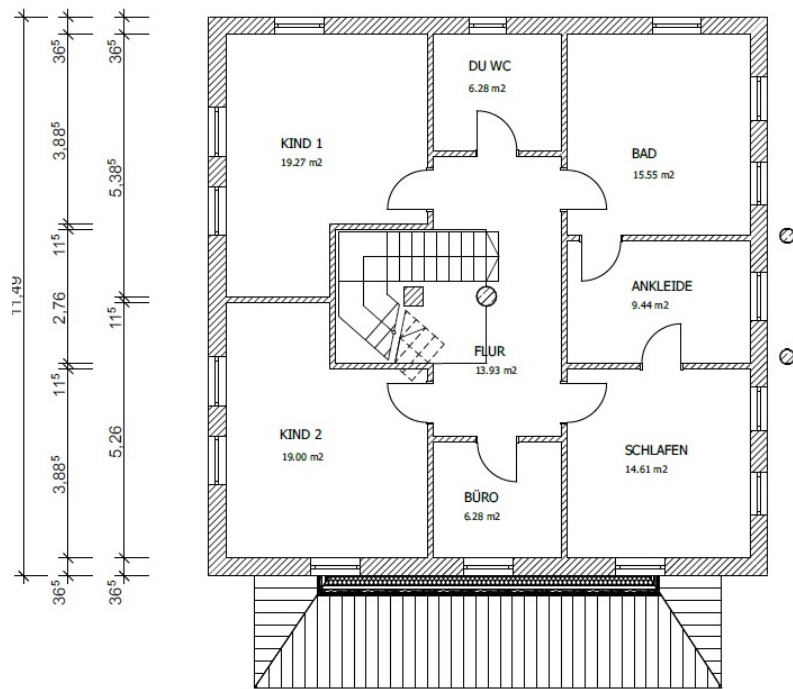 36⁵
36⁵
3,88⁵
5,38⁵
11⁵
11,49
2,76
11⁵
11⁵
5,26
3,88⁵
36⁵
36⁵
DU WC
6.28 m2
KIND 1
19.27 m2
BAD
15.55 m2
ANKLEIDE
9.44 m2
FLUR
13.93 m2
KIND 2
19.00 m2
SCHLAFEN
14.61 m2
BÜRO
6.28 m2